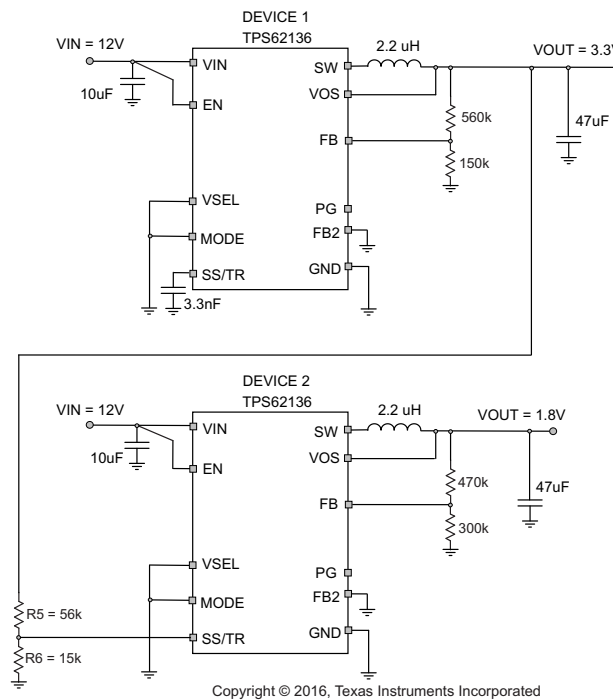 DEVICE 1
TPS62136
VIN = 12V
10uF
VIN
EN
VSEL
MODE
SS/TR
3.3nF
SW
VOS
FB
PG
FB2
GND
2.2 uH
560k
150k
VOUT = 3.3V
47uF
DEVICE 2
TPS62136
VIN = 12V
10uF
VIN
EN
VSEL
MODE
SS/TR
SW
VOS
FB
PG
FB2
GND
2.2 uH
470k
300k
VOUT = 1.8V
47uF
R5 = 56k
R6 = 15k
Copyright © 2016, Texas Instruments Incorporated